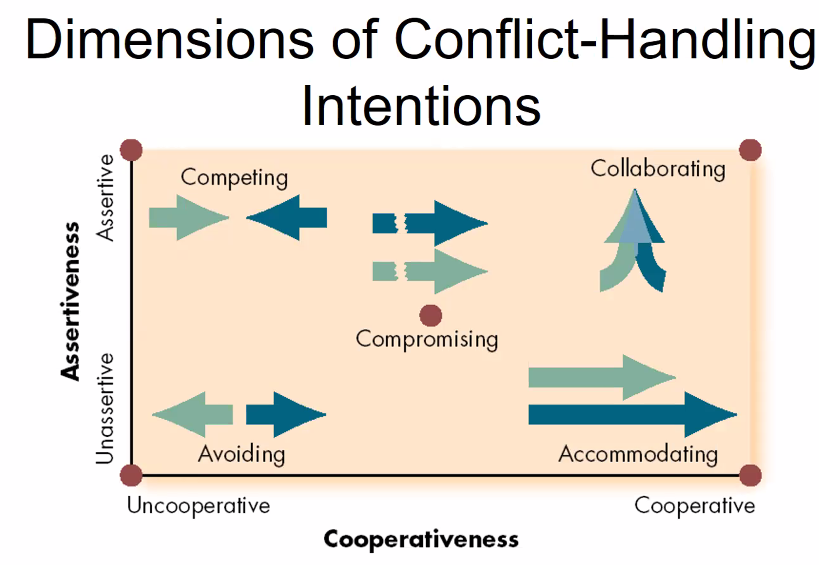 Dimensions of Conflict-Handling
Intentions
Assertiveness
Assertive
Unassertive
Competing
Collaborating
Compromising
Avoiding
Accommodating
Uncooperative
Cooperative
Cooperativeness